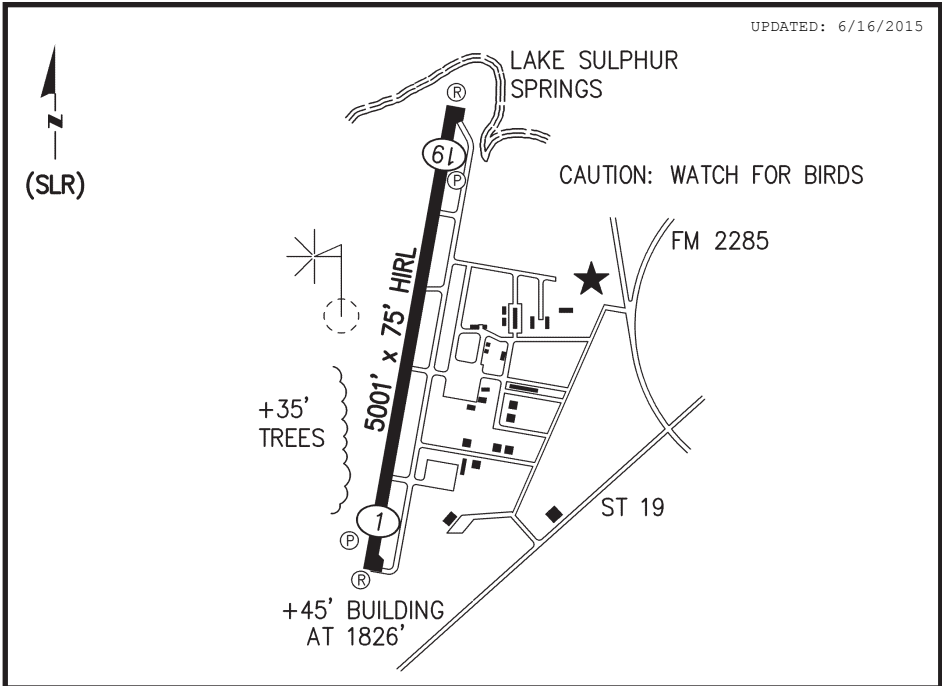 UPDATED: 6/16/2015
LAKE SULPHUR
SPRINGS
R
N
19
(SLR)
P
CAUTION: WATCH FOR BIRDS
FM 2285
5001' x 75' HIRL
+35'
TREES
ST 19
1
P
R
+45' BUILDING
AT 1826'